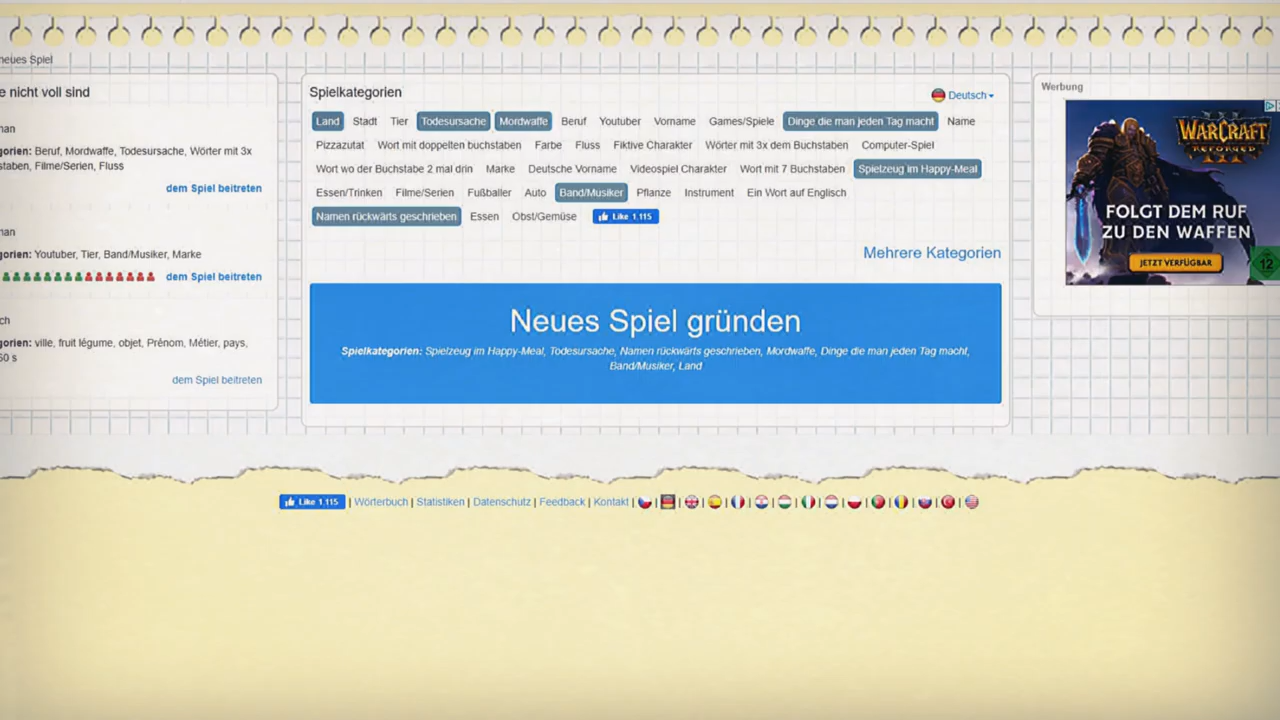 neues Spiel
e nicht voll sind
man
gorien: Beruf, Mordwaffe, Todesursache, Wörter mit 3x
staben, Filme/Serien, Fluss
dem Spiel beitreten
man
gorien: Youtuber, Tier, Band/Musiker, Marke
dem Spiel beitreten
ch
gorien: ville, fruit légume, objet, Prénom, Métier, pays,
60 s
dem Spiel beitreten
Spielkategorien
Deutsch
Land Stadt Tier Todesursache Mordwaffe Beruf Youtuber Vorname Games/Spiele Dinge die man jeden Tag macht Name
Pizzazutat Wort mit doppelten buchstaben Farbe Fluss Fiktive Charakter Wörter mit 3x dem Buchstaben Computer-Spiel
Wort wo der Buchstabe 2 mal drin Marke Deutsche Vorname Videospiel Charakter Wort mit 7 Buchstaben Spielzeug im Happy-Meal
Essen/Trinken Filme/Serien Fußballer Auto Band/Musiker Pflanze Instrument Ein Wort auf Englisch
Namen rückwärts geschrieben Essen Obst/Gemüse Like 1.115
Mehrere Kategorien
Neues Spiel gründen
Spielkategorien: Spielzeug im Happy-Meal, Todesursache, Namen rückwärts geschrieben, Mordwaffe, Dinge die man jeden Tag macht,
Band/Musiker, Land
Werbung
WARCRAFT
III
REFORGED
FOLGT DEM RUF
ZU DEN WAFFEN
JETZT VERFÜGBAR
12
Like 1.115 | Wörterbuch | Statistiken | Datenschutz | Feedback | Kontakt | | | | | | | | | | | | | | |